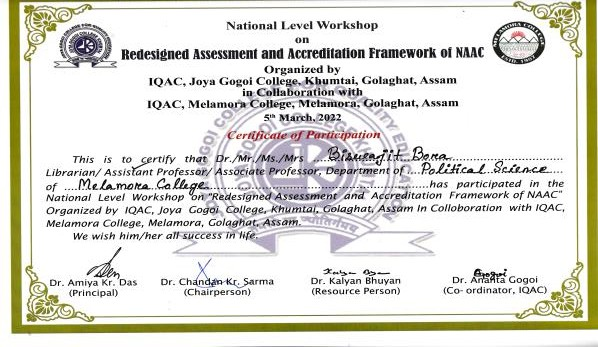 National Level Workshop
on
Redesigned Assessment and Accreditation Framework of NAAC
Organized by
IQAC, Joya Gogoi College, Khumtai, Golaghat, Assam
in Collaboration with
IQAC, Melamora College, Melamora, Golaghat, Assam
5th March, 2022
Certificate of Participation
This is to certify that Dr./Mr./Ms./Mrs Biswajit Bora
Librarian/ Assistant Professor/ Associate Professor, Department of Political Science
of Melamora College has participated in the
National Level Workshop on "Redesigned Assessment and Accreditation Framework of NAAC"
Organized by IQAC, Joya Gogoi College, Khumtai, Golaghat, Assam In Colloboration with IQAC,
Melamora College, Melamora, Golaghat, Assam.
We wish him/her all success in life.
Dr. Amiya Kr. Das
(Principal)
Dr. Chandan Kr. Sarma
(Chairperson)
Kalyan Bhuyan
Dr. Kalyan Bhuyan
(Resource Person)
Gogoi
Dr. Ananta Gogoi
(Co- ordinator, IQAC)